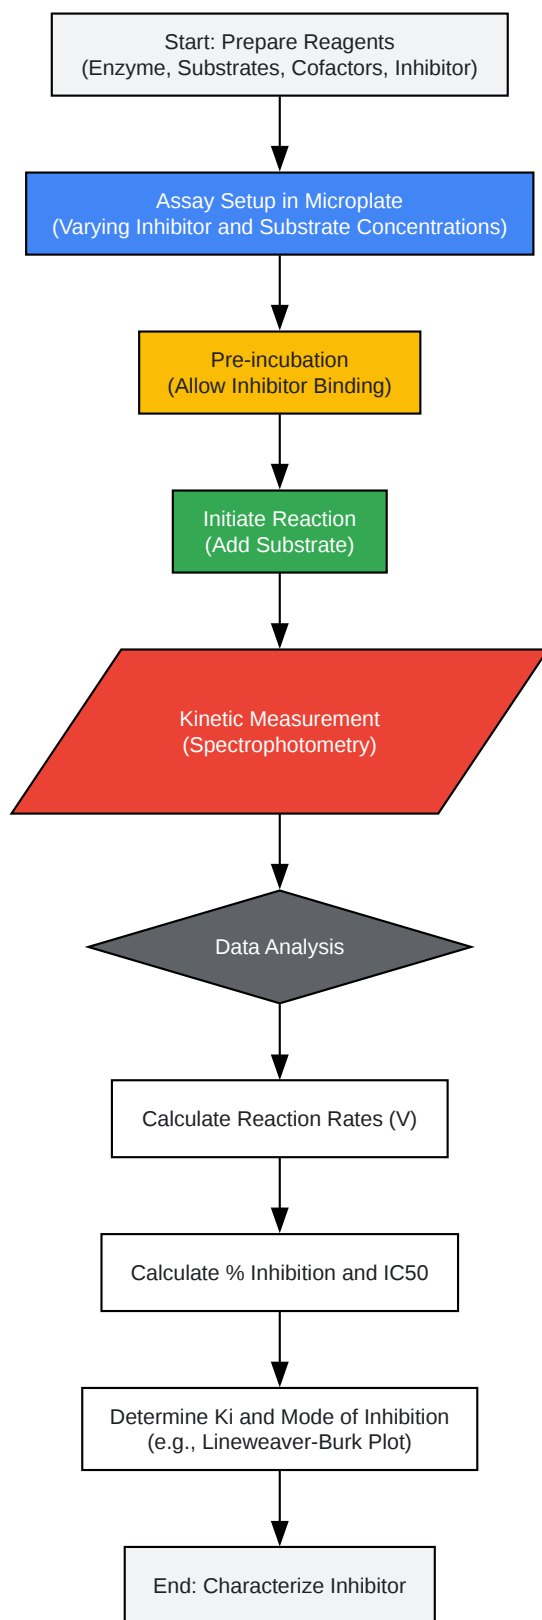 Start: Prepare Reagents
(Enzyme, Substrates, Cofactors, Inhibitor)
Assay Setup in Microplate
(Varying Inhibitor and Substrate Concentrations)
Pre-incubation
(Allow Inhibitor Binding)
Initiate Reaction
(Add Substrate)
Kinetic Measurement
(Spectrophotometry)
Data Analysis
Calculate Reaction Rates (V)
Calculate % Inhibition and IC50
Determine Ki and Mode of Inhibition
(e.g., Lineweaver-Burk Plot)
End: Characterize Inhibitor